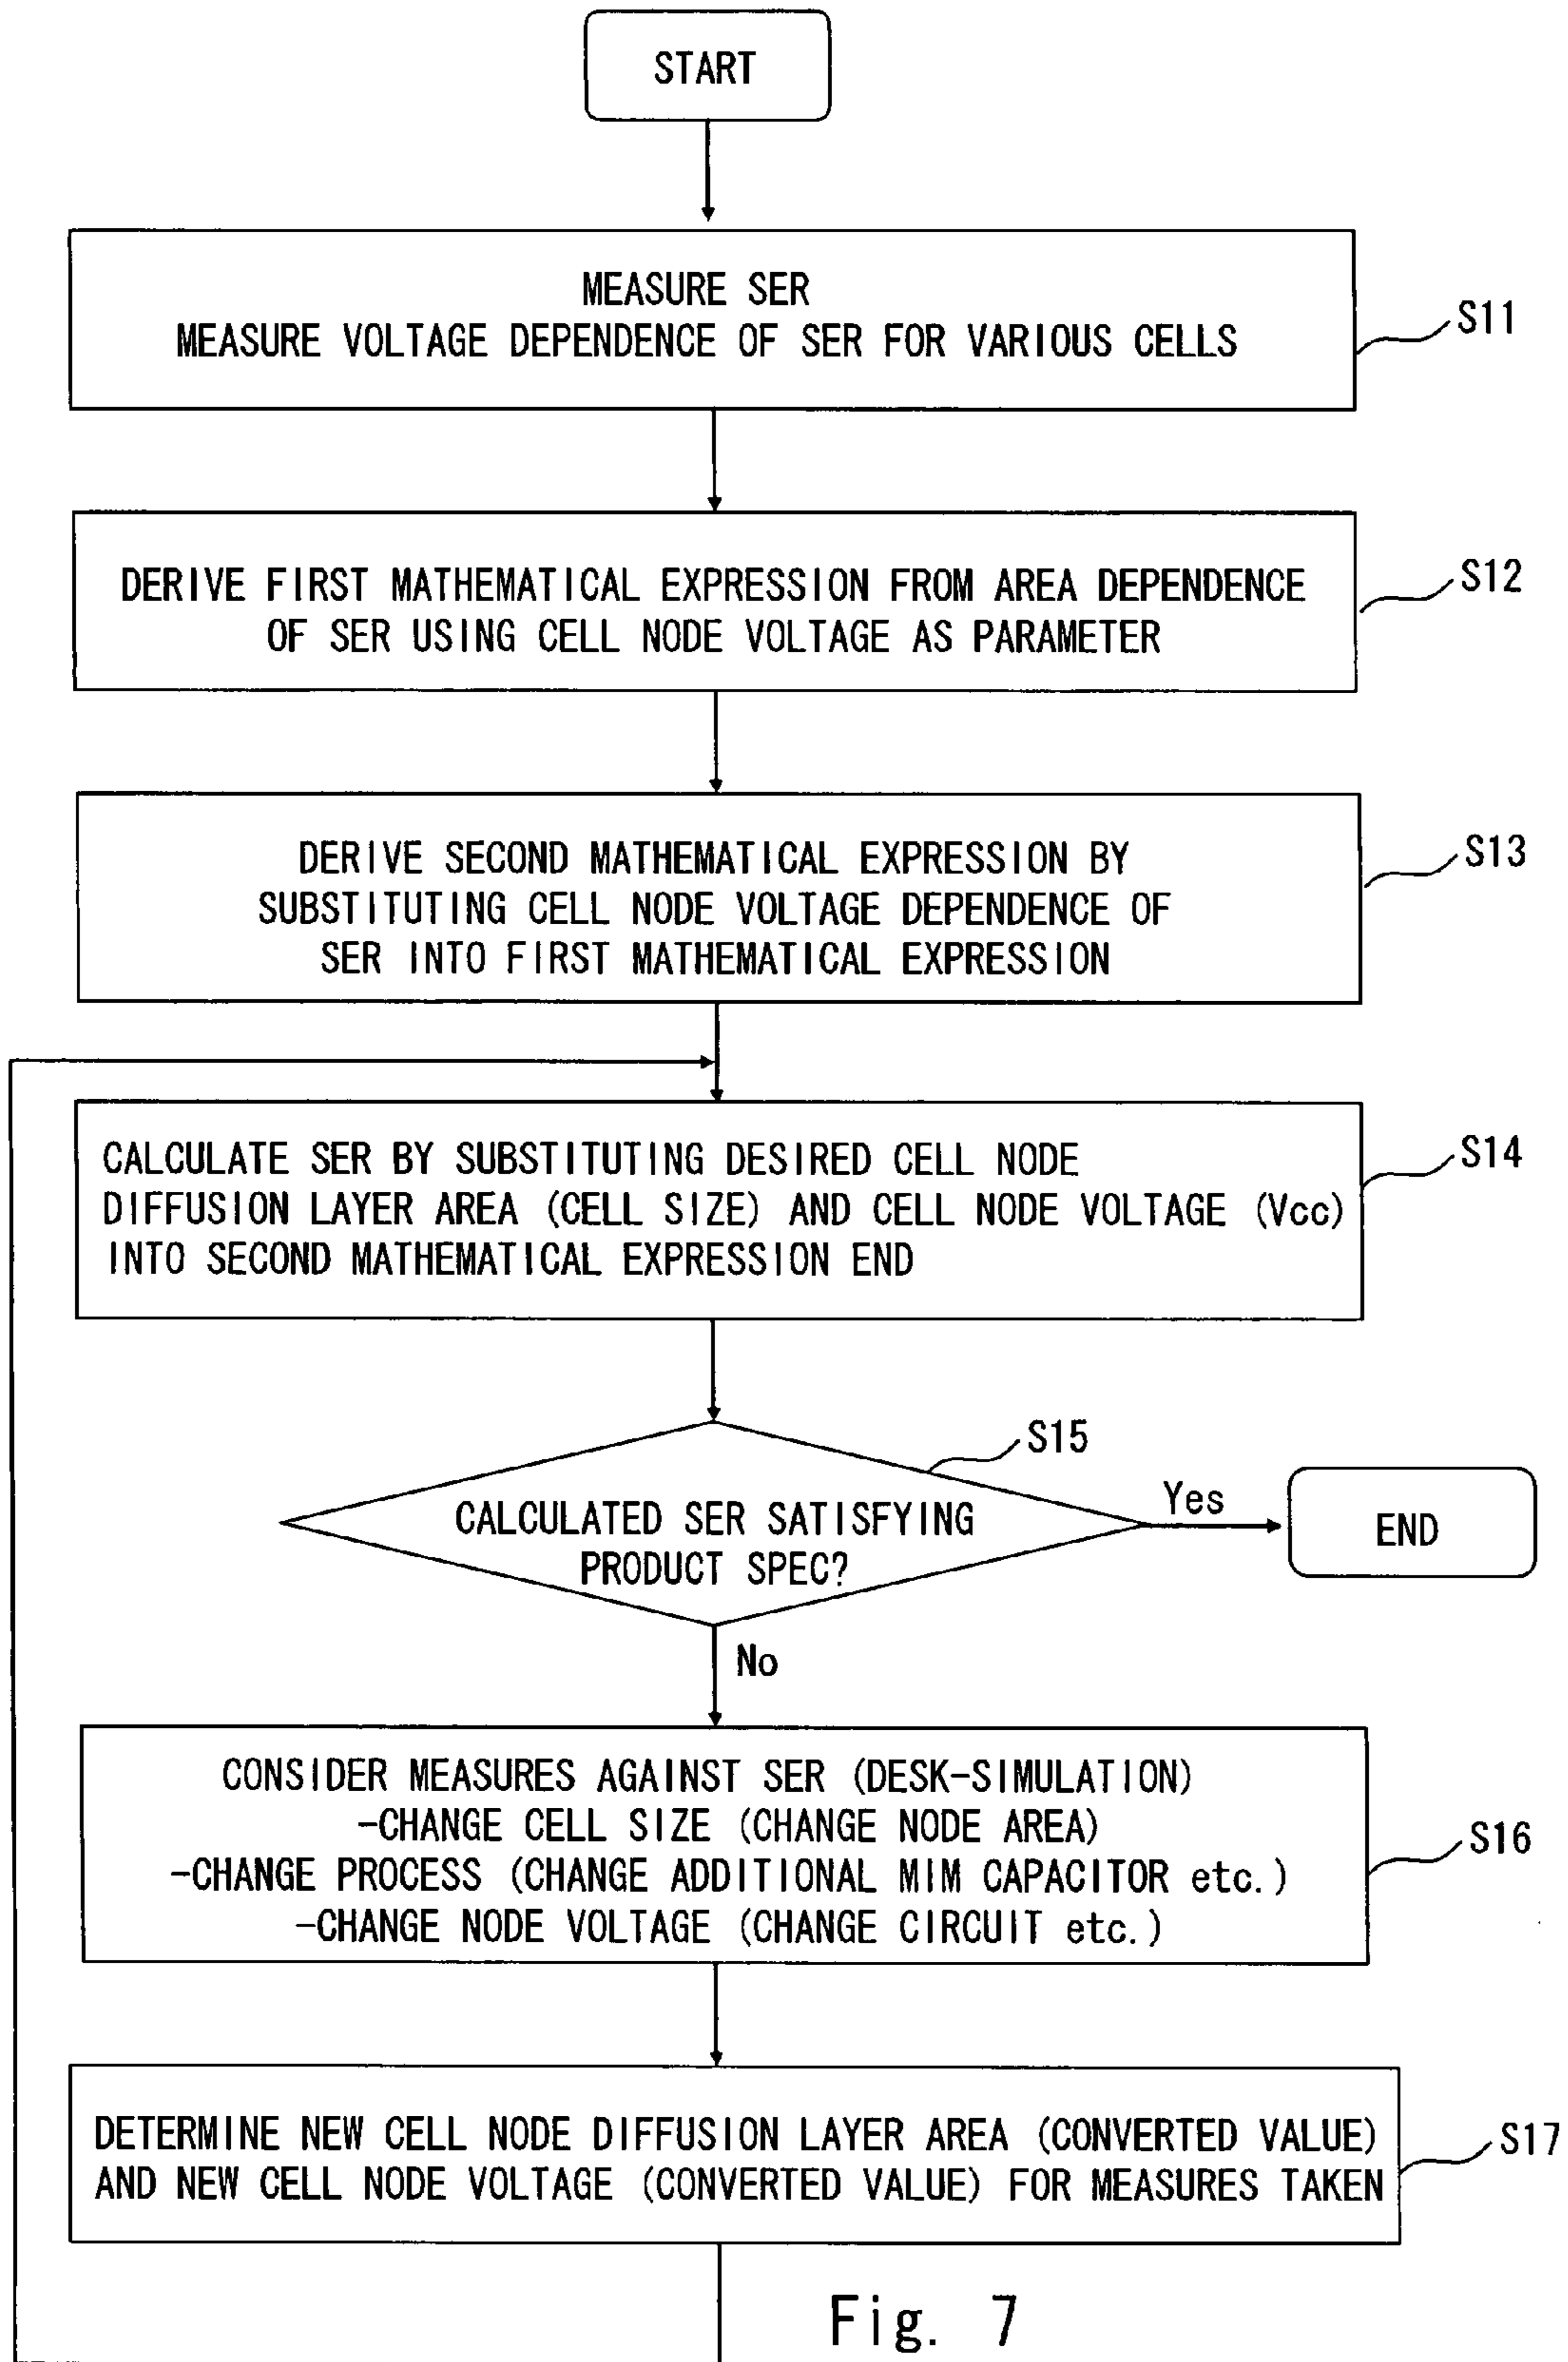 START
MEASURE SER
MEASURE VOLTAGE DEPENDENCE OF SER FOR VARIOUS CELLS
S11
DERIVE FIRST MATHEMATICAL EXPRESSION FROM AREA DEPENDENCE
OF SER USING CELL NODE VOLTAGE AS PARAMETER
S12
DERIVE SECOND MATHEMATICAL EXPRESSION BY
SUBSTITUTING CELL NODE VOLTAGE DEPENDENCE OF
SER INTO FIRST MATHEMATICAL EXPRESSION
S13
CALCULATE SER BY SUBSTITUTING DESIRED CELL NODE
DIFFUSION LAYER AREA (CELL SIZE) AND CELL NODE VOLTAGE (Vcc)
INTO SECOND MATHEMATICAL EXPRESSION END
S14
S15
CALCULATED SER SATISFYING
PRODUCT SPEC?
Yes
END
No
CONSIDER MEASURES AGAINST SER (DESK-SIMULATION)
-CHANGE CELL SIZE (CHANGE NODE AREA)
-CHANGE PROCESS (CHANGE ADDITIONAL MIM CAPACITOR etc.)
-CHANGE NODE VOLTAGE (CHANGE CIRCUIT etc.)
S16
DETERMINE NEW CELL NODE DIFFUSION LAYER AREA (CONVERTED VALUE)
AND NEW CELL NODE VOLTAGE (CONVERTED VALUE) FOR MEASURES TAKEN
S17
Fig. 7